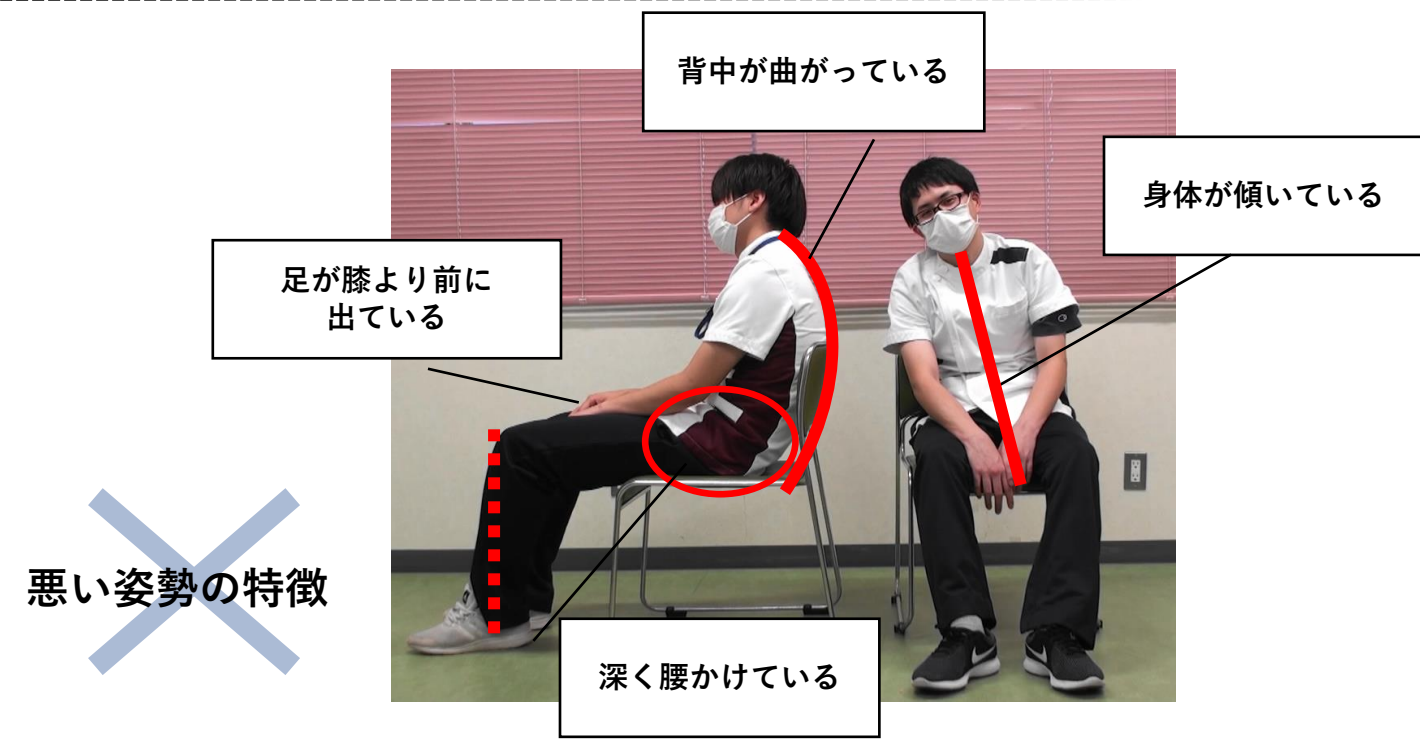 背中が曲がっている
身体が傾いている
足が膝より前に
出ている
悪い姿勢の特徴
深く腰かけている